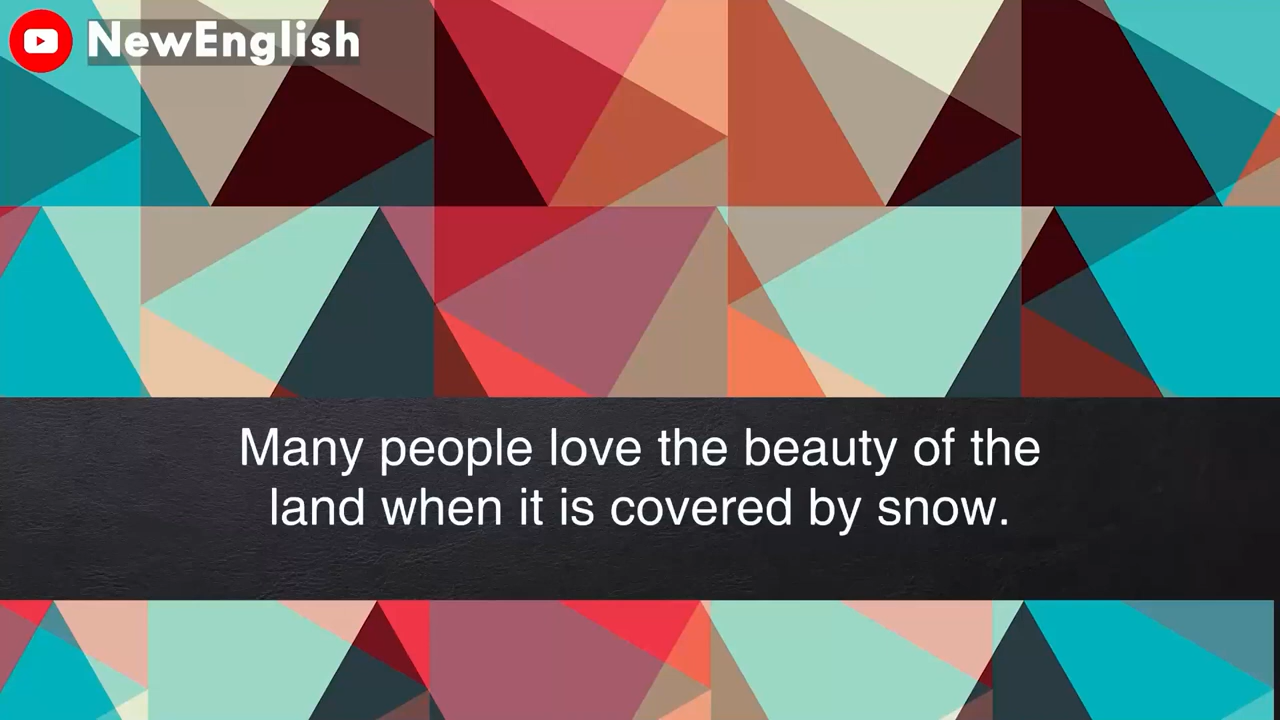 NewEnglish
Many people love the beauty of the
land when it is covered by snow.